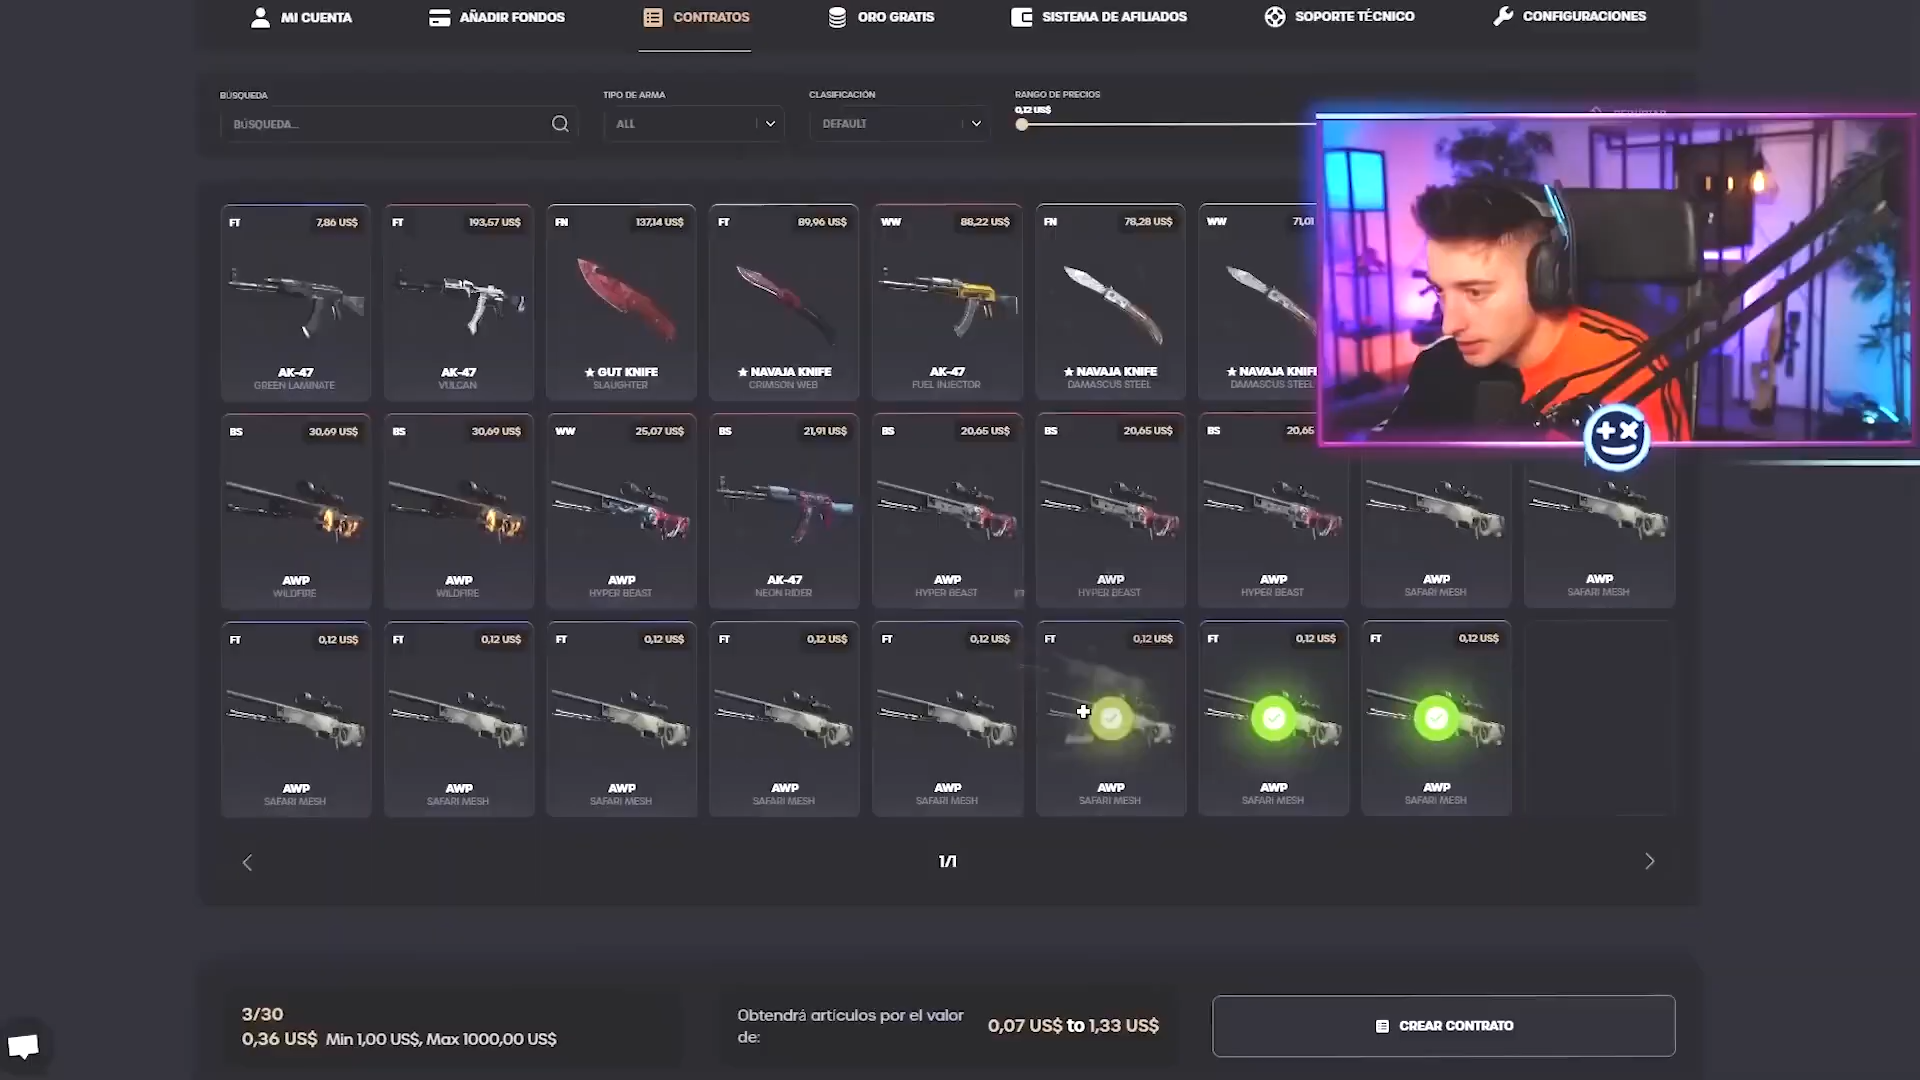 MI CUENTA
AÑADIR FONDOS
CONTRATOS
ORO GRATIS
SISTEMA DE AFILIADOS
SOPORTE TÉCNICO
CONFIGURACIONES
BÚSQUEDA
TIPO DE ARMA
CLASIFICACIÓN
RANGO DE PRECIOS
0,12 US$
BÚSQUEDA...
ALL
DEFAULT
FT 7,86 US$
AK-47
GREEN LAMINATE
FT 193,57 US$
AK-47
VULCAN
FN 137,14 US$
★ GUT KNIFE
SLAUGHTER
FT 89,96 US$
★ NAVAJA KNIFE
CRIMSON WEB
WW 88,22 US$
AK-47
FUEL INJECTOR
FN 78,28 US$
★ NAVAJA KNIFE
DAMASCUS STEEL
WW 71,01
★ NAVAJA KNIFE
DAMASCUS STEEL
BS 30,69 US$
AWP
WILDFIRE
BS 30,69 US$
AWP
WILDFIRE
WW 25,07 US$
AWP
HYPER BEAST
BS 21,91 US$
AK-47
NEON RIDER
BS 20,65 US$
AWP
HYPER BEAST
BS 20,65 US$
AWP
HYPER BEAST
BS 20,65
AWP
HYPER BEAST
AWP
SAFARI MESH
AWP
SAFARI MESH
FT 0,12 US$
AWP
SAFARI MESH
FT 0,12 US$
AWP
SAFARI MESH
FT 0,12 US$
AWP
SAFARI MESH
FT 0,12 US$
AWP
SAFARI MESH
FT 0,12 US$
AWP
SAFARI MESH
FT 0,12 US$
AWP
SAFARI MESH
FT 0,12 US$
AWP
SAFARI MESH
FT 0,12 US$
AWP
SAFARI MESH
1/1
3/30
0,36 US$ Min 1,00 US$, Max 1000,00 US$
Obtendrá artículos por el valor
de:
0,07 US$ to 1,33 US$
CREAR CONTRATO